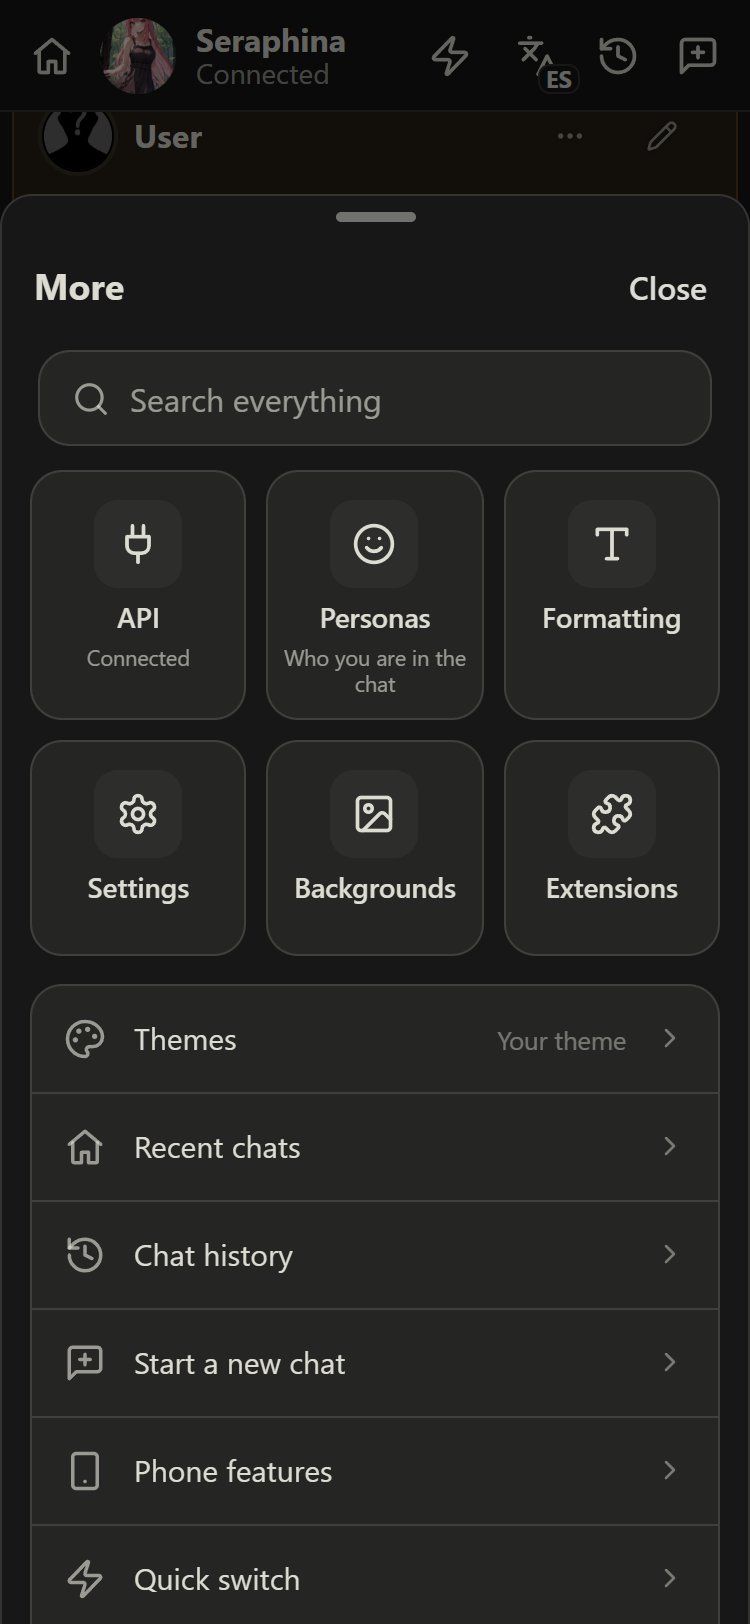 Seraphina
Connected
ES
User
More
Close
Search everything
API
Connected
Personas
Who you are in the
chat
Formatting
Settings
Backgrounds
Extensions
Themes
Your theme
Recent chats
Chat history
Start a new chat
Phone features
Quick switch